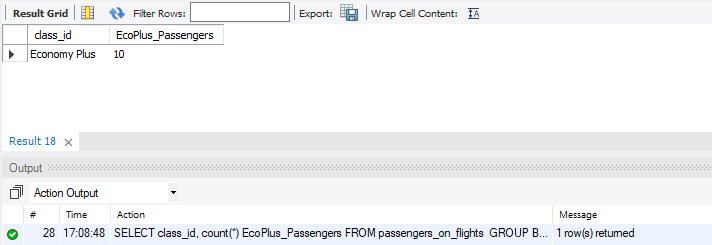 Result Grid Filter Rows: Export: Wrap Cell Content:
class_id EcoPlus_Passengers
Economy Plus 10
Result 18
Output
Action Output
# Time Action Message
28 17:08:48 SELECT class_id, count(*) EcoPlus_Passengers FROM passengers_on_flights GROUP B... 1 row(s) returned